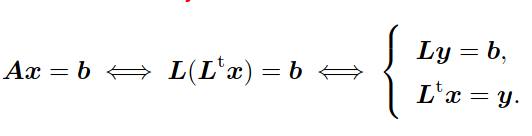 Ax = b ⟺ L(Lᵗx) = b ⟺ { Ly = b,
Lᵗx = y.